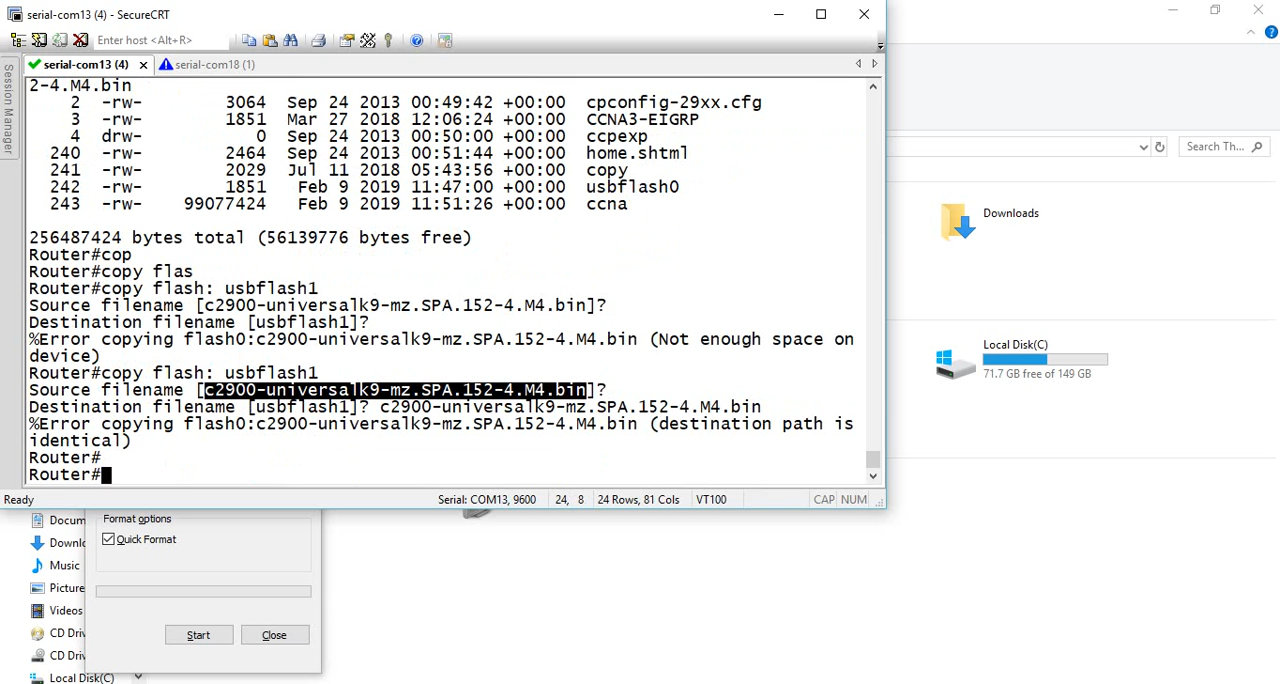 serial-com13 (4) - SecureCRT
Enter host <Alt+R>
Session Manager
serial-com13 (4)
serial-com18 (1)
2-4.M4.bin
2 -rw- 3064 Sep 24 2013 00:49:42 +00:00 cpconfig-29xx.cfg
3 -rw- 1851 Mar 27 2018 12:06:24 +00:00 CCNA3-EIGRP
4 drw- 0 Sep 24 2013 00:50:00 +00:00 ccpexp
240 -rw- 2464 Sep 24 2013 00:51:44 +00:00 home.shtml
241 -rw- 2029 Jul 11 2018 05:43:56 +00:00 copy
242 -rw- 1851 Feb 9 2019 11:47:00 +00:00 usbflash0
243 -rw- 99077424 Feb 9 2019 11:51:26 +00:00 ccna
256487424 bytes total (56139776 bytes free)
Router#cop
Router#copy flas
Router#copy flash: usbflash1
Source filename [c2900-universalk9-mz.SPA.152-4.M4.bin]?
Destination filename [usbflash1]?
%Error copying flash0:c2900-universalk9-mz.SPA.152-4.M4.bin (Not enough space on
device)
Router#copy flash: usbflash1
Source filename [c2900-universalk9-mz.SPA.152-4.M4.bin]?
Destination filename [usbflash1]? c2900-universalk9-mz.SPA.152-4.M4.bin
%Error copying flash0:c2900-universalk9-mz.SPA.152-4.M4.bin (destination path is
identical)
Router#
Router#
Ready
Serial: COM13, 9600
24, 8
24 Rows, 81 Cols
VT100
CAP NUM
Search Th...
Downloads
Local Disk(C)
71.7 GB free of 149 GB
Docum
Downlo
Music
Picture
Videos
CD Driv
CD Driv
Local Disk(C)
Format options
Quick Format
Start
Close